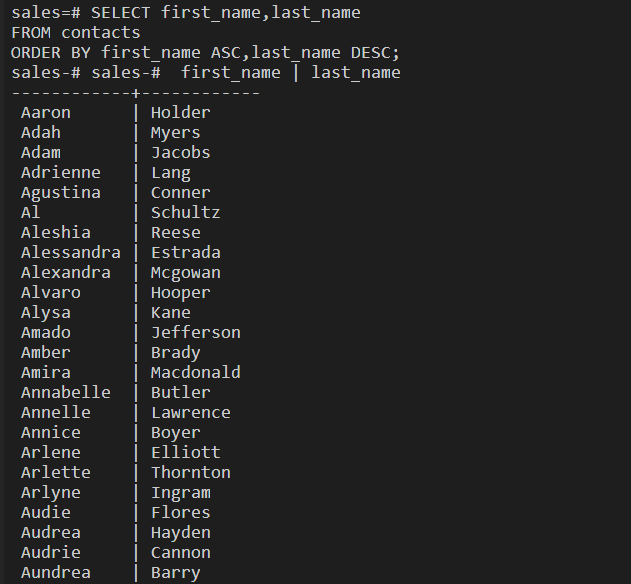 sales=# SELECT first_name,last_name
FROM contacts
ORDER BY first_name ASC,last_name DESC;
sales-# sales-#  first_name | last_name
------------+------------
 Aaron      | Holder
 Adah       | Myers
 Adam       | Jacobs
 Adrienne   | Lang
 Agustina   | Conner
 Al         | Schultz
 Aleshia    | Reese
 Alessandra | Estrada
 Alexandra  | Mcgowan
 Alvaro     | Hooper
 Alysa      | Kane
 Amado      | Jefferson
 Amber      | Brady
 Amira      | Macdonald
 Annabelle  | Butler
 Annelle    | Lawrence
 Annice     | Boyer
 Arlene     | Elliott
 Arlette    | Thornton
 Arlyne     | Ingram
 Audie      | Flores
 Audrea     | Hayden
 Audrie     | Cannon
 Aundrea    | Barry